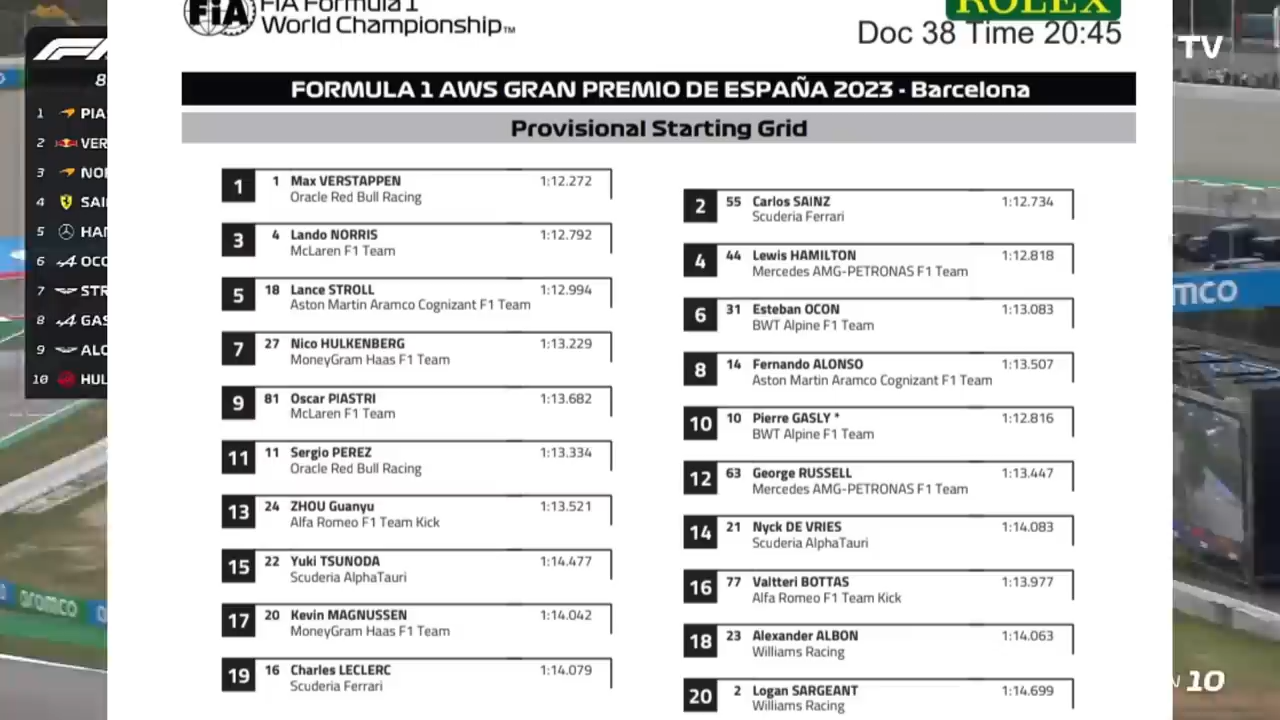 FIA
FIA Formula 1
World Championship™
ROLEX
Doc 38 Time 20:45
TV
FORMULA 1 AWS GRAN PREMIO DE ESPAÑA 2023 - Barcelona
Provisional Starting Grid
F1
8
1 PIA
2 VER
3 NO
4 SAI
5 HA
6 OCC
7 STR
8 GAS
9 ALO
10 HUL
1 1 Max VERSTAPPEN 1:12.272
Oracle Red Bull Racing
2 55 Carlos SAINZ 1:12.734
Scuderia Ferrari
3 4 Lando NORRIS 1:12.792
McLaren F1 Team
4 44 Lewis HAMILTON 1:12.818
Mercedes AMG-PETRONAS F1 Team
5 18 Lance STROLL 1:12.994
Aston Martin Aramco Cognizant F1 Team
6 31 Esteban OCON 1:13.083
BWT Alpine F1 Team
7 27 Nico HULKENBERG 1:13.229
MoneyGram Haas F1 Team
8 14 Fernando ALONSO 1:13.507
Aston Martin Aramco Cognizant F1 Team
9 81 Oscar PIASTRI 1:13.682
McLaren F1 Team
10 10 Pierre GASLY * 1:12.816
BWT Alpine F1 Team
11 11 Sergio PEREZ 1:13.334
Oracle Red Bull Racing
12 63 George RUSSELL 1:13.447
Mercedes AMG-PETRONAS F1 Team
13 24 ZHOU Guanyu 1:13.521
Alfa Romeo F1 Team Kick
14 21 Nyck DE VRIES 1:14.083
Scuderia AlphaTauri
15 22 Yuki TSUNODA 1:14.477
Scuderia AlphaTauri
16 77 Valtteri BOTTAS 1:13.977
Alfa Romeo F1 Team Kick
17 20 Kevin MAGNUSSEN 1:14.042
MoneyGram Haas F1 Team
18 23 Alexander ALBON 1:14.063
Williams Racing
19 16 Charles LECLERC 1:14.079
Scuderia Ferrari
20 2 Logan SARGEANT 1:14.699
Williams Racing
mco
aramco
10